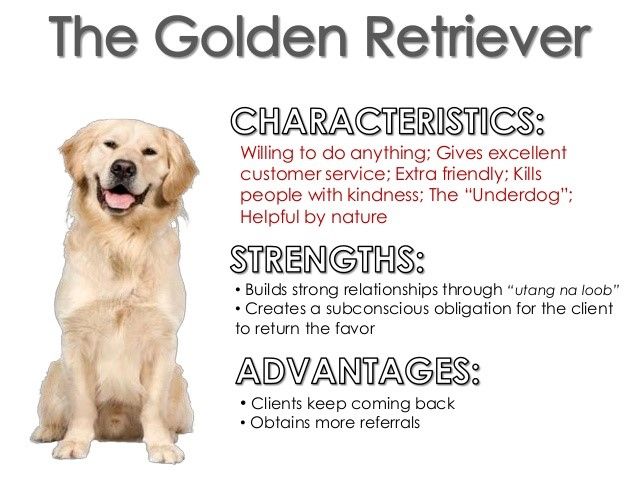 The Golden Retriever
CHARACTERISTICS:
Willing to do anything; Gives excellent
customer service; Extra friendly; Kills
people with kindness; The “Underdog”;
Helpful by nature
STRENGTHS:
• Builds strong relationships through “utang na loob”
• Creates a subconscious obligation for the client
to return the favor
ADVANTAGES:
• Clients keep coming back
• Obtains more referrals